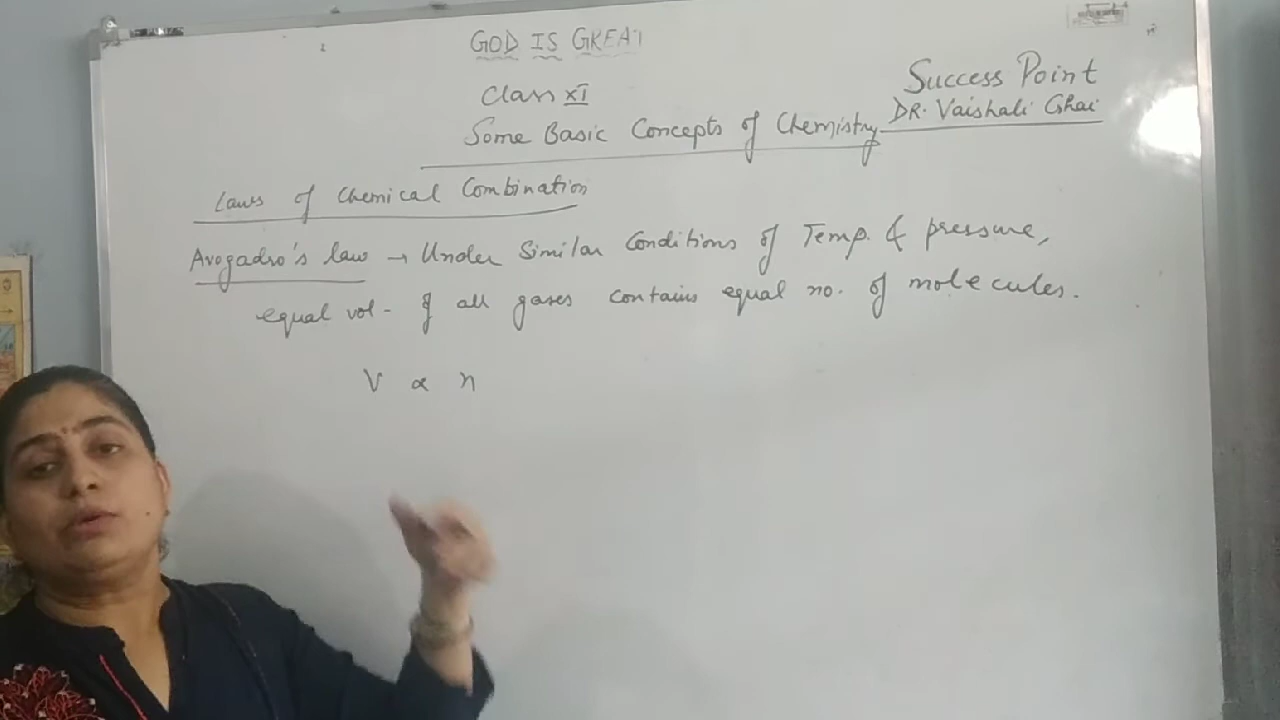 GOD IS GREAT
Class XI
Success Point
DR. Vaishali Ghai
Some Basic Concepts of Chemistry
Laws of Chemical Combination
Avogadro's law → Under Similar Conditions of Temp. & pressure,
equal vol. of all gases contains equal no. of molecules.
V ∝ n